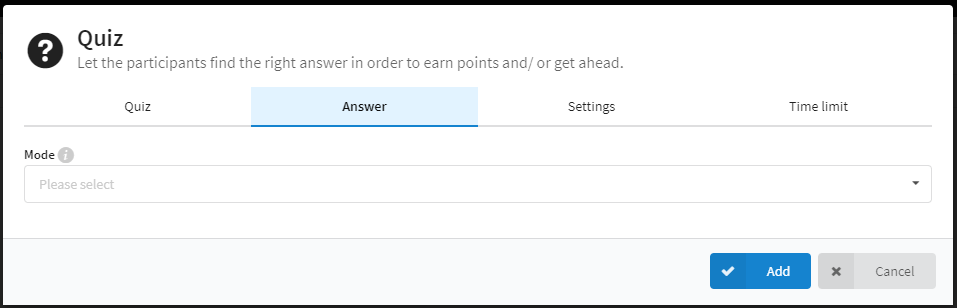 Quiz
Let the participants find the right answer in order to earn points and/ or get ahead.
Quiz Answer Settings Time limit
Mode
Please select
Add Cancel